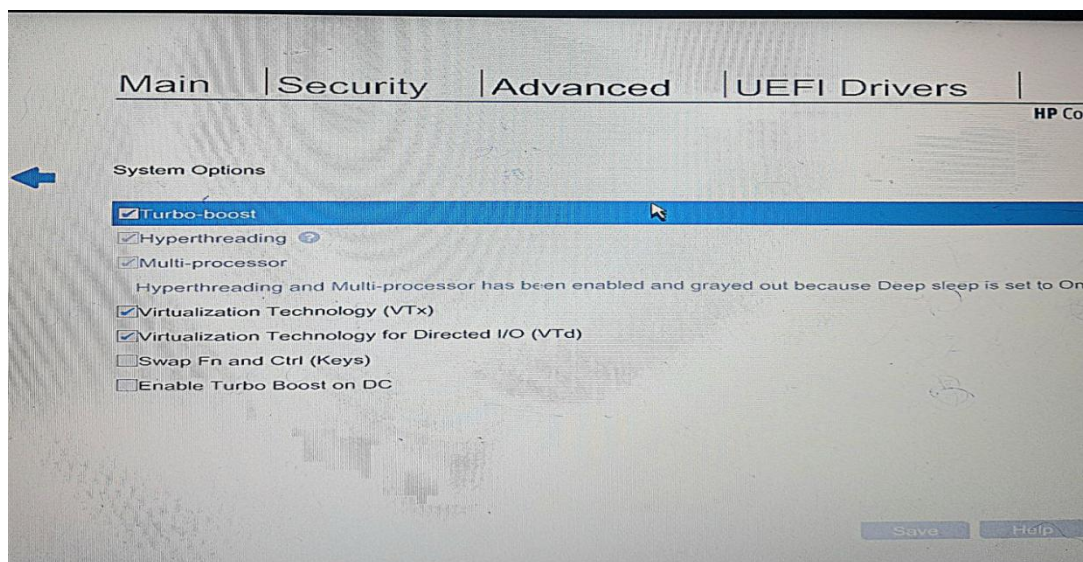 Main Security Advanced UEFI Drivers
HP Co
System Options
Turbo-boost
Hyperthreading ?
Multi-processor
Hyperthreading and Multi-processor has been enabled and grayed out because Deep sleep is set to On
Virtualization Technology (VTx)
Virtualization Technology for Directed I/O (VTd)
Swap Fn and Ctrl (Keys)
Enable Turbo Boost on DC
Save Help